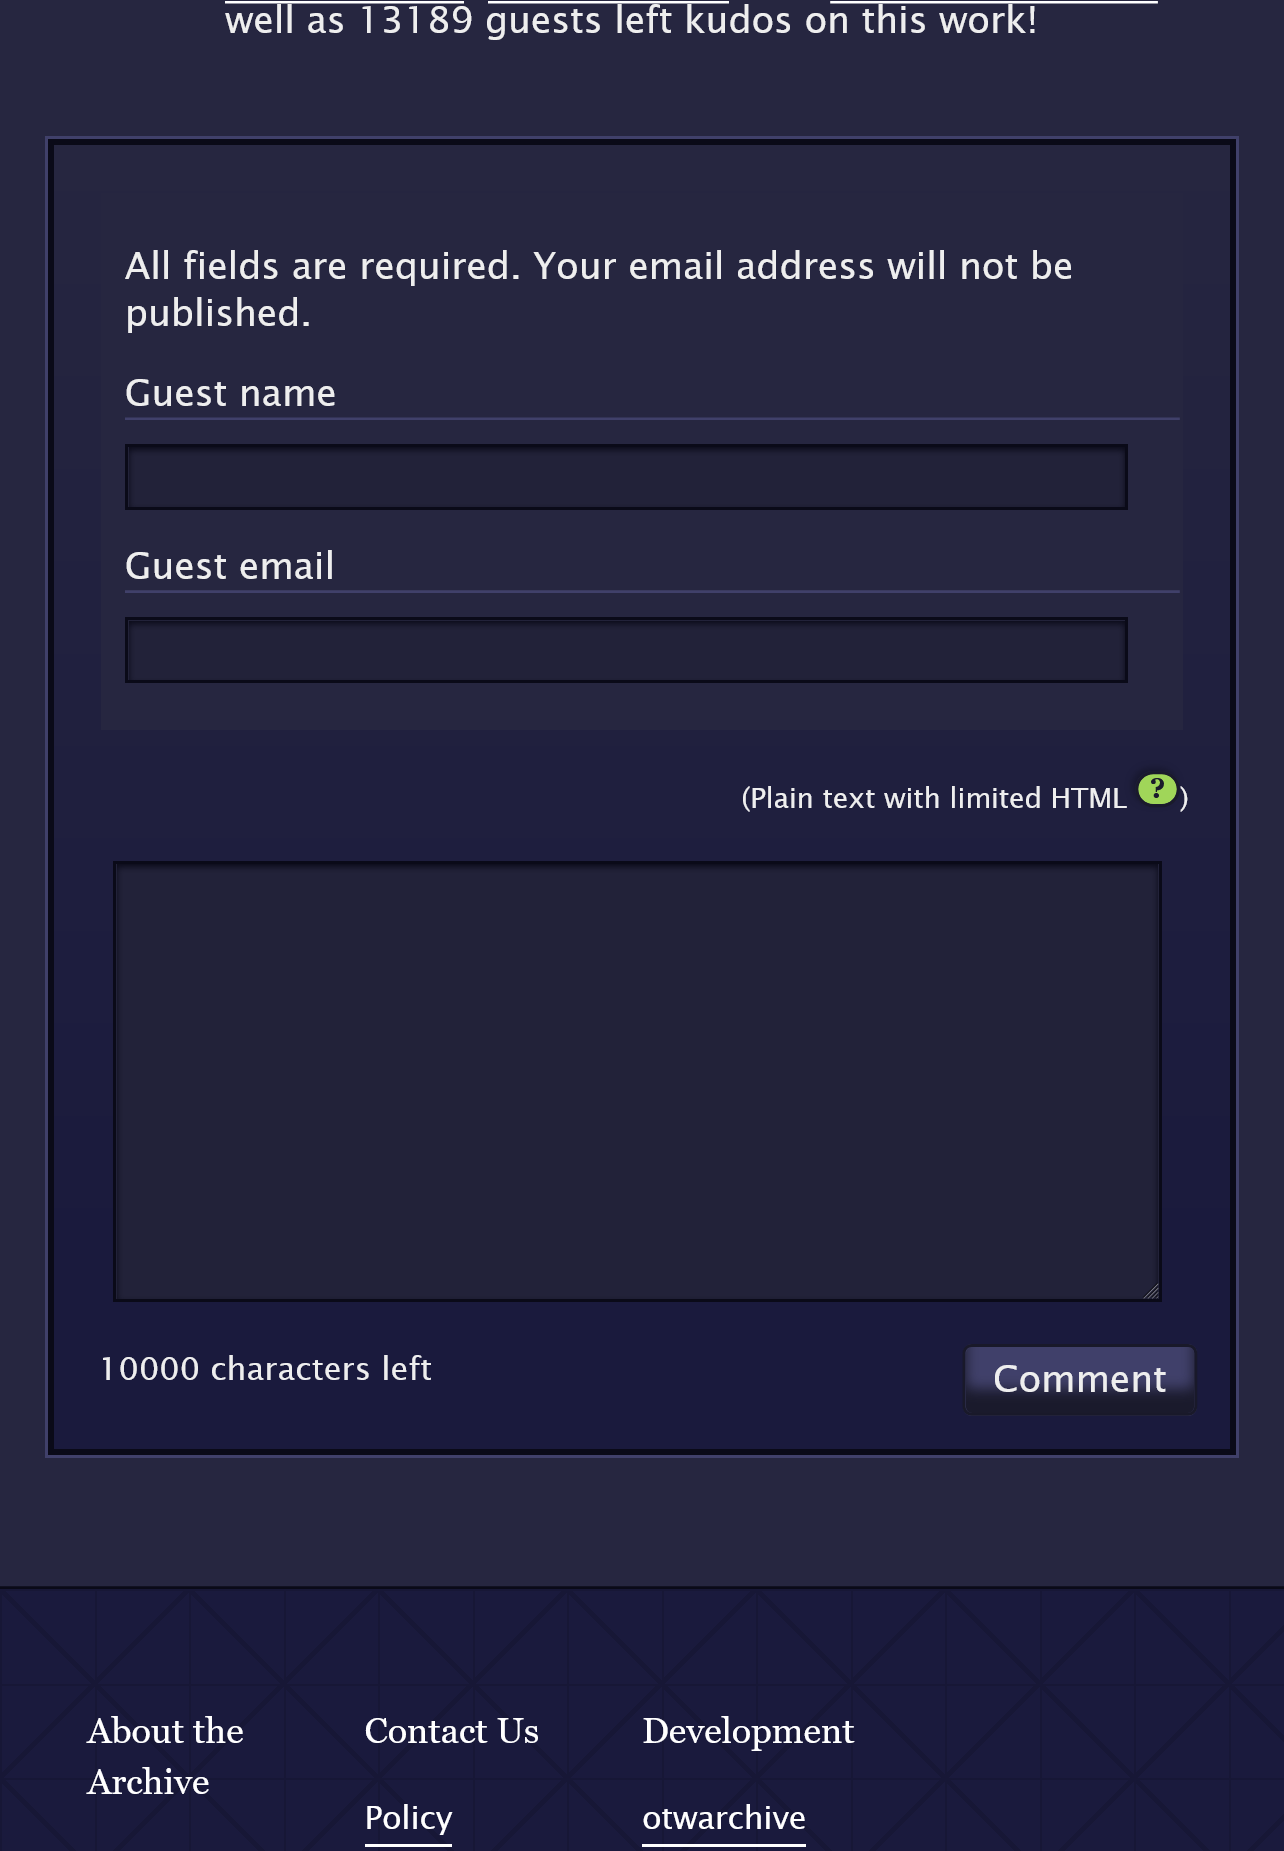 well as 13189 guests left kudos on this work!
All fields are required. Your email address will not be
published.
Guest name
Guest email
(Plain text with limited HTML ?)
10000 characters left
Comment
About the
Archive
Contact Us
Policy
Development
otwarchive